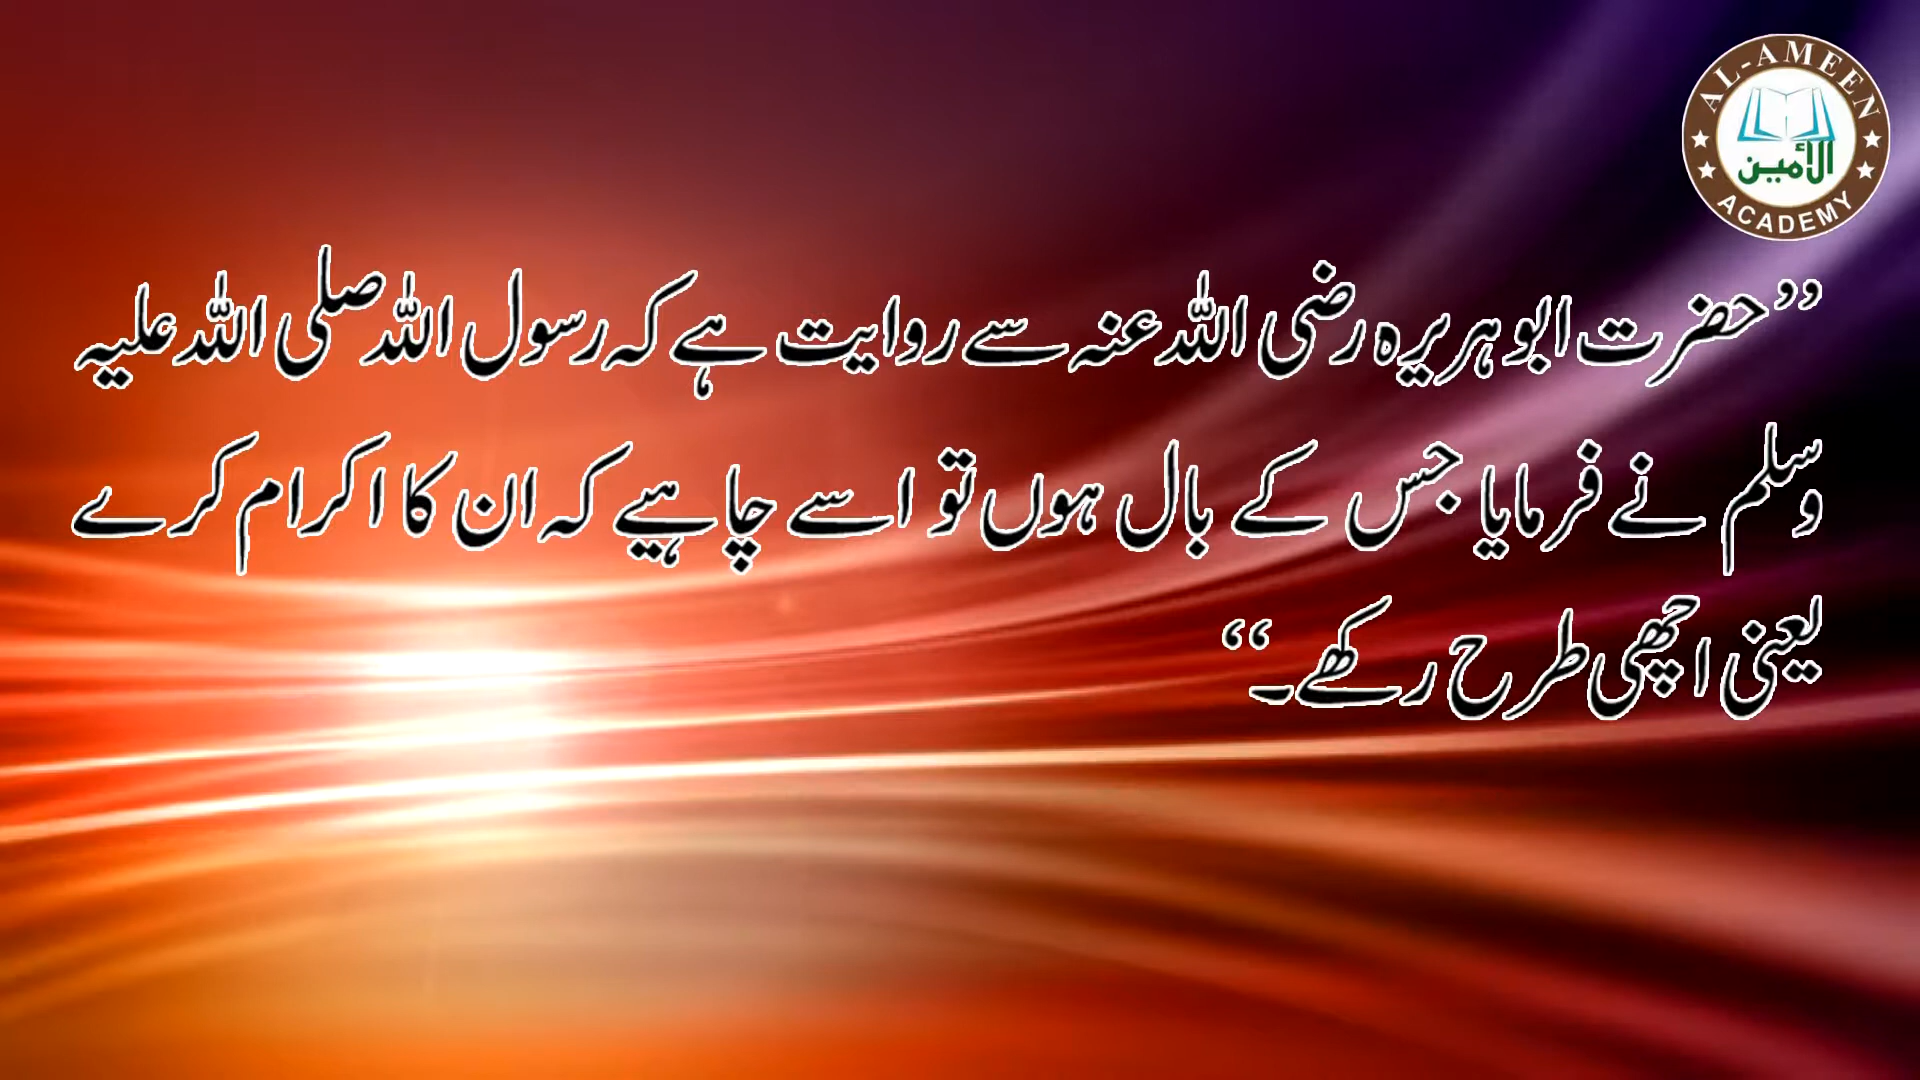 AL-AMEEN
الأمين
ACADEMY
’’حضرت ابوہریرہ رضی اللہ عنہ سے روایت ہے کہ رسول اللہ صلی اللہ علیہ
وسلم نے فرمایا جس کے بال ہوں تو اسے چاہیے کہ ان کا اکرام کرے
یعنی اچھی طرح رکھے۔‘‘